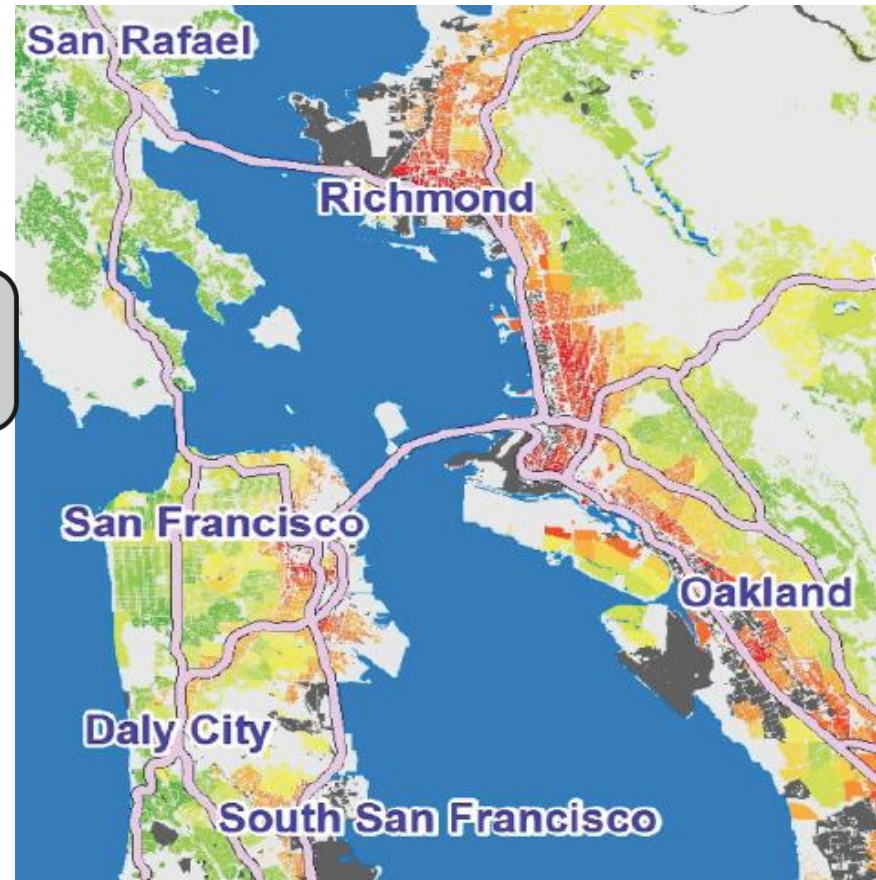 San Rafael
Richmond
San Francisco
Oakland
Daly City
South San Francisco